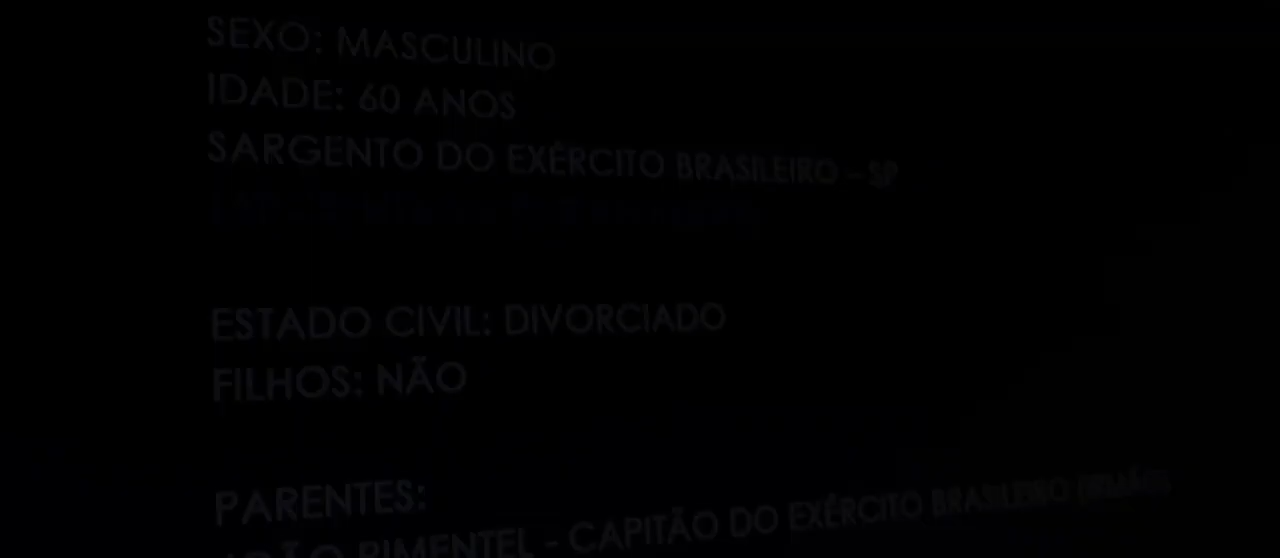 SEXO: MASCULINO
IDADE: 60 ANOS
SARGENTO DO EXÉRCITO BRASILEIRO - SP
ESTADO CIVIL: DIVORCIADO
FILHOS: NÃO
PARENTES:
JOÃO PIMENTEL - CAPITÃO DO EXÉRCITO BRASILEIRO